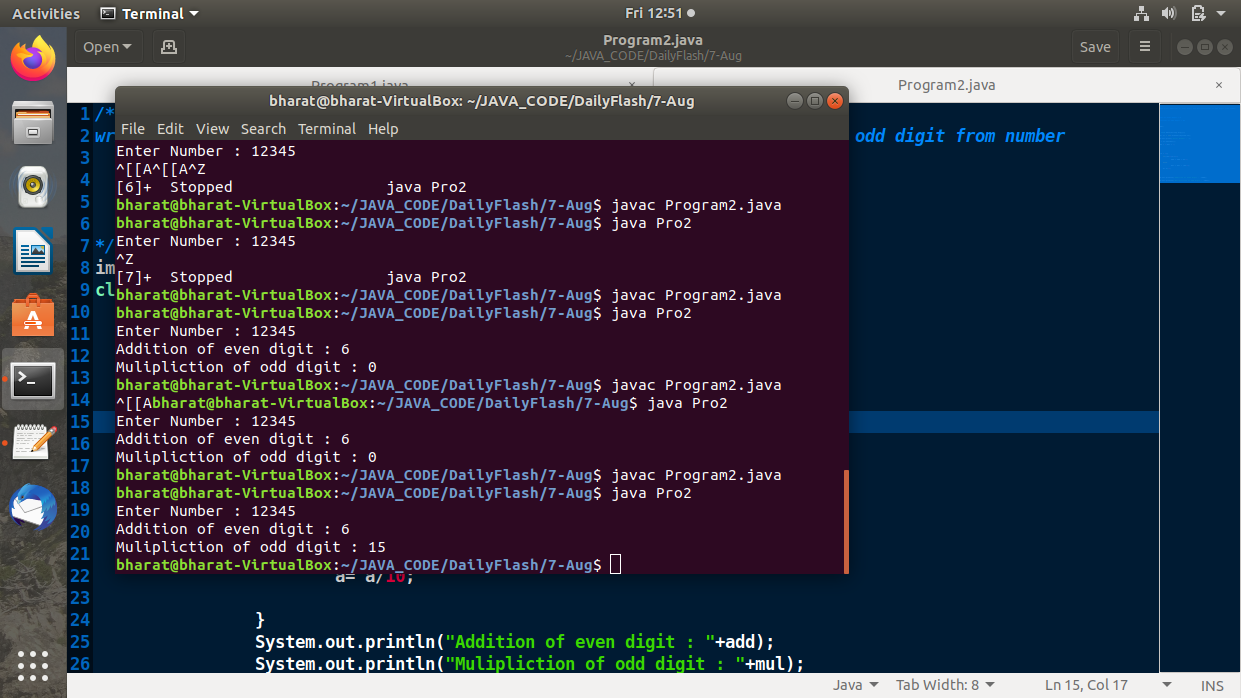 Activities Terminal Fri 12:51
Open Program2.java Save
~/JAVA_CODE/DailyFlash/7-Aug
Program1.java × Program2.java ×
bharat@bharat-VirtualBox: ~/JAVA_CODE/DailyFlash/7-Aug
File Edit View Search Terminal Help
Enter Number : 12345
^[[A^[[A^Z
[6]+  Stopped                 java Pro2
bharat@bharat-VirtualBox:~/JAVA_CODE/DailyFlash/7-Aug$ javac Program2.java
bharat@bharat-VirtualBox:~/JAVA_CODE/DailyFlash/7-Aug$ java Pro2
Enter Number : 12345
^Z
[7]+  Stopped                 java Pro2
bharat@bharat-VirtualBox:~/JAVA_CODE/DailyFlash/7-Aug$ javac Program2.java
bharat@bharat-VirtualBox:~/JAVA_CODE/DailyFlash/7-Aug$ java Pro2
Enter Number : 12345
Addition of even digit : 6
Mulipliction of odd digit : 0
bharat@bharat-VirtualBox:~/JAVA_CODE/DailyFlash/7-Aug$ javac Program2.java
^[[Abharat@bharat-VirtualBox:~/JAVA_CODE/DailyFlash/7-Aug$ java Pro2
Enter Number : 12345
Addition of even digit : 6
Mulipliction of odd digit : 0
bharat@bharat-VirtualBox:~/JAVA_CODE/DailyFlash/7-Aug$ javac Program2.java
bharat@bharat-VirtualBox:~/JAVA_CODE/DailyFlash/7-Aug$ java Pro2
Enter Number : 12345
Addition of even digit : 6
Mulipliction of odd digit : 15
bharat@bharat-VirtualBox:~/JAVA_CODE/DailyFlash/7-Aug$
1 /*
2 wr odd digit from number
3
4
5
6
7 */
8 im
9 cl
10
11
12
13
14
15
16
17
18
19
20
21
22 a= a/10;
23
24 }
25 System.out.println("Addition of even digit : "+add);
26 System.out.println("Mulipliction of odd digit : "+mul);
Java Tab Width: 8 Ln 15, Col 17 INS